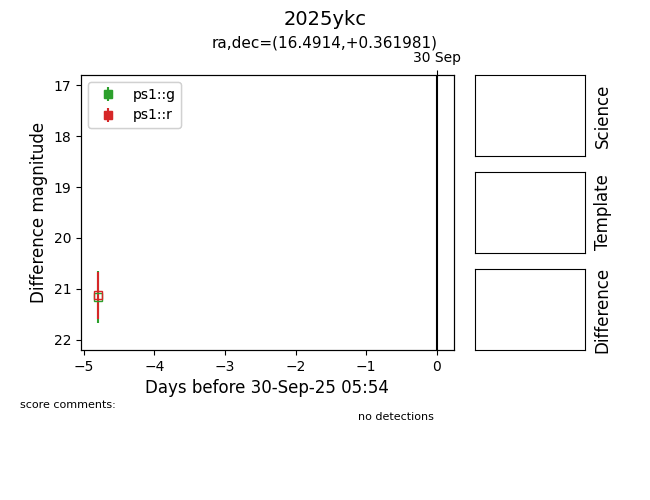 2025ykc
ra,dec=(16.4914,+0.361981)
30 Sep
ps1::g
ps1::r
17
18
19
20
21
22
Difference magnitude
−5 −4 −3 −2 −1 0
Days before 30-Sep-25 05:54
Science
Template
Difference
score comments:
no detections